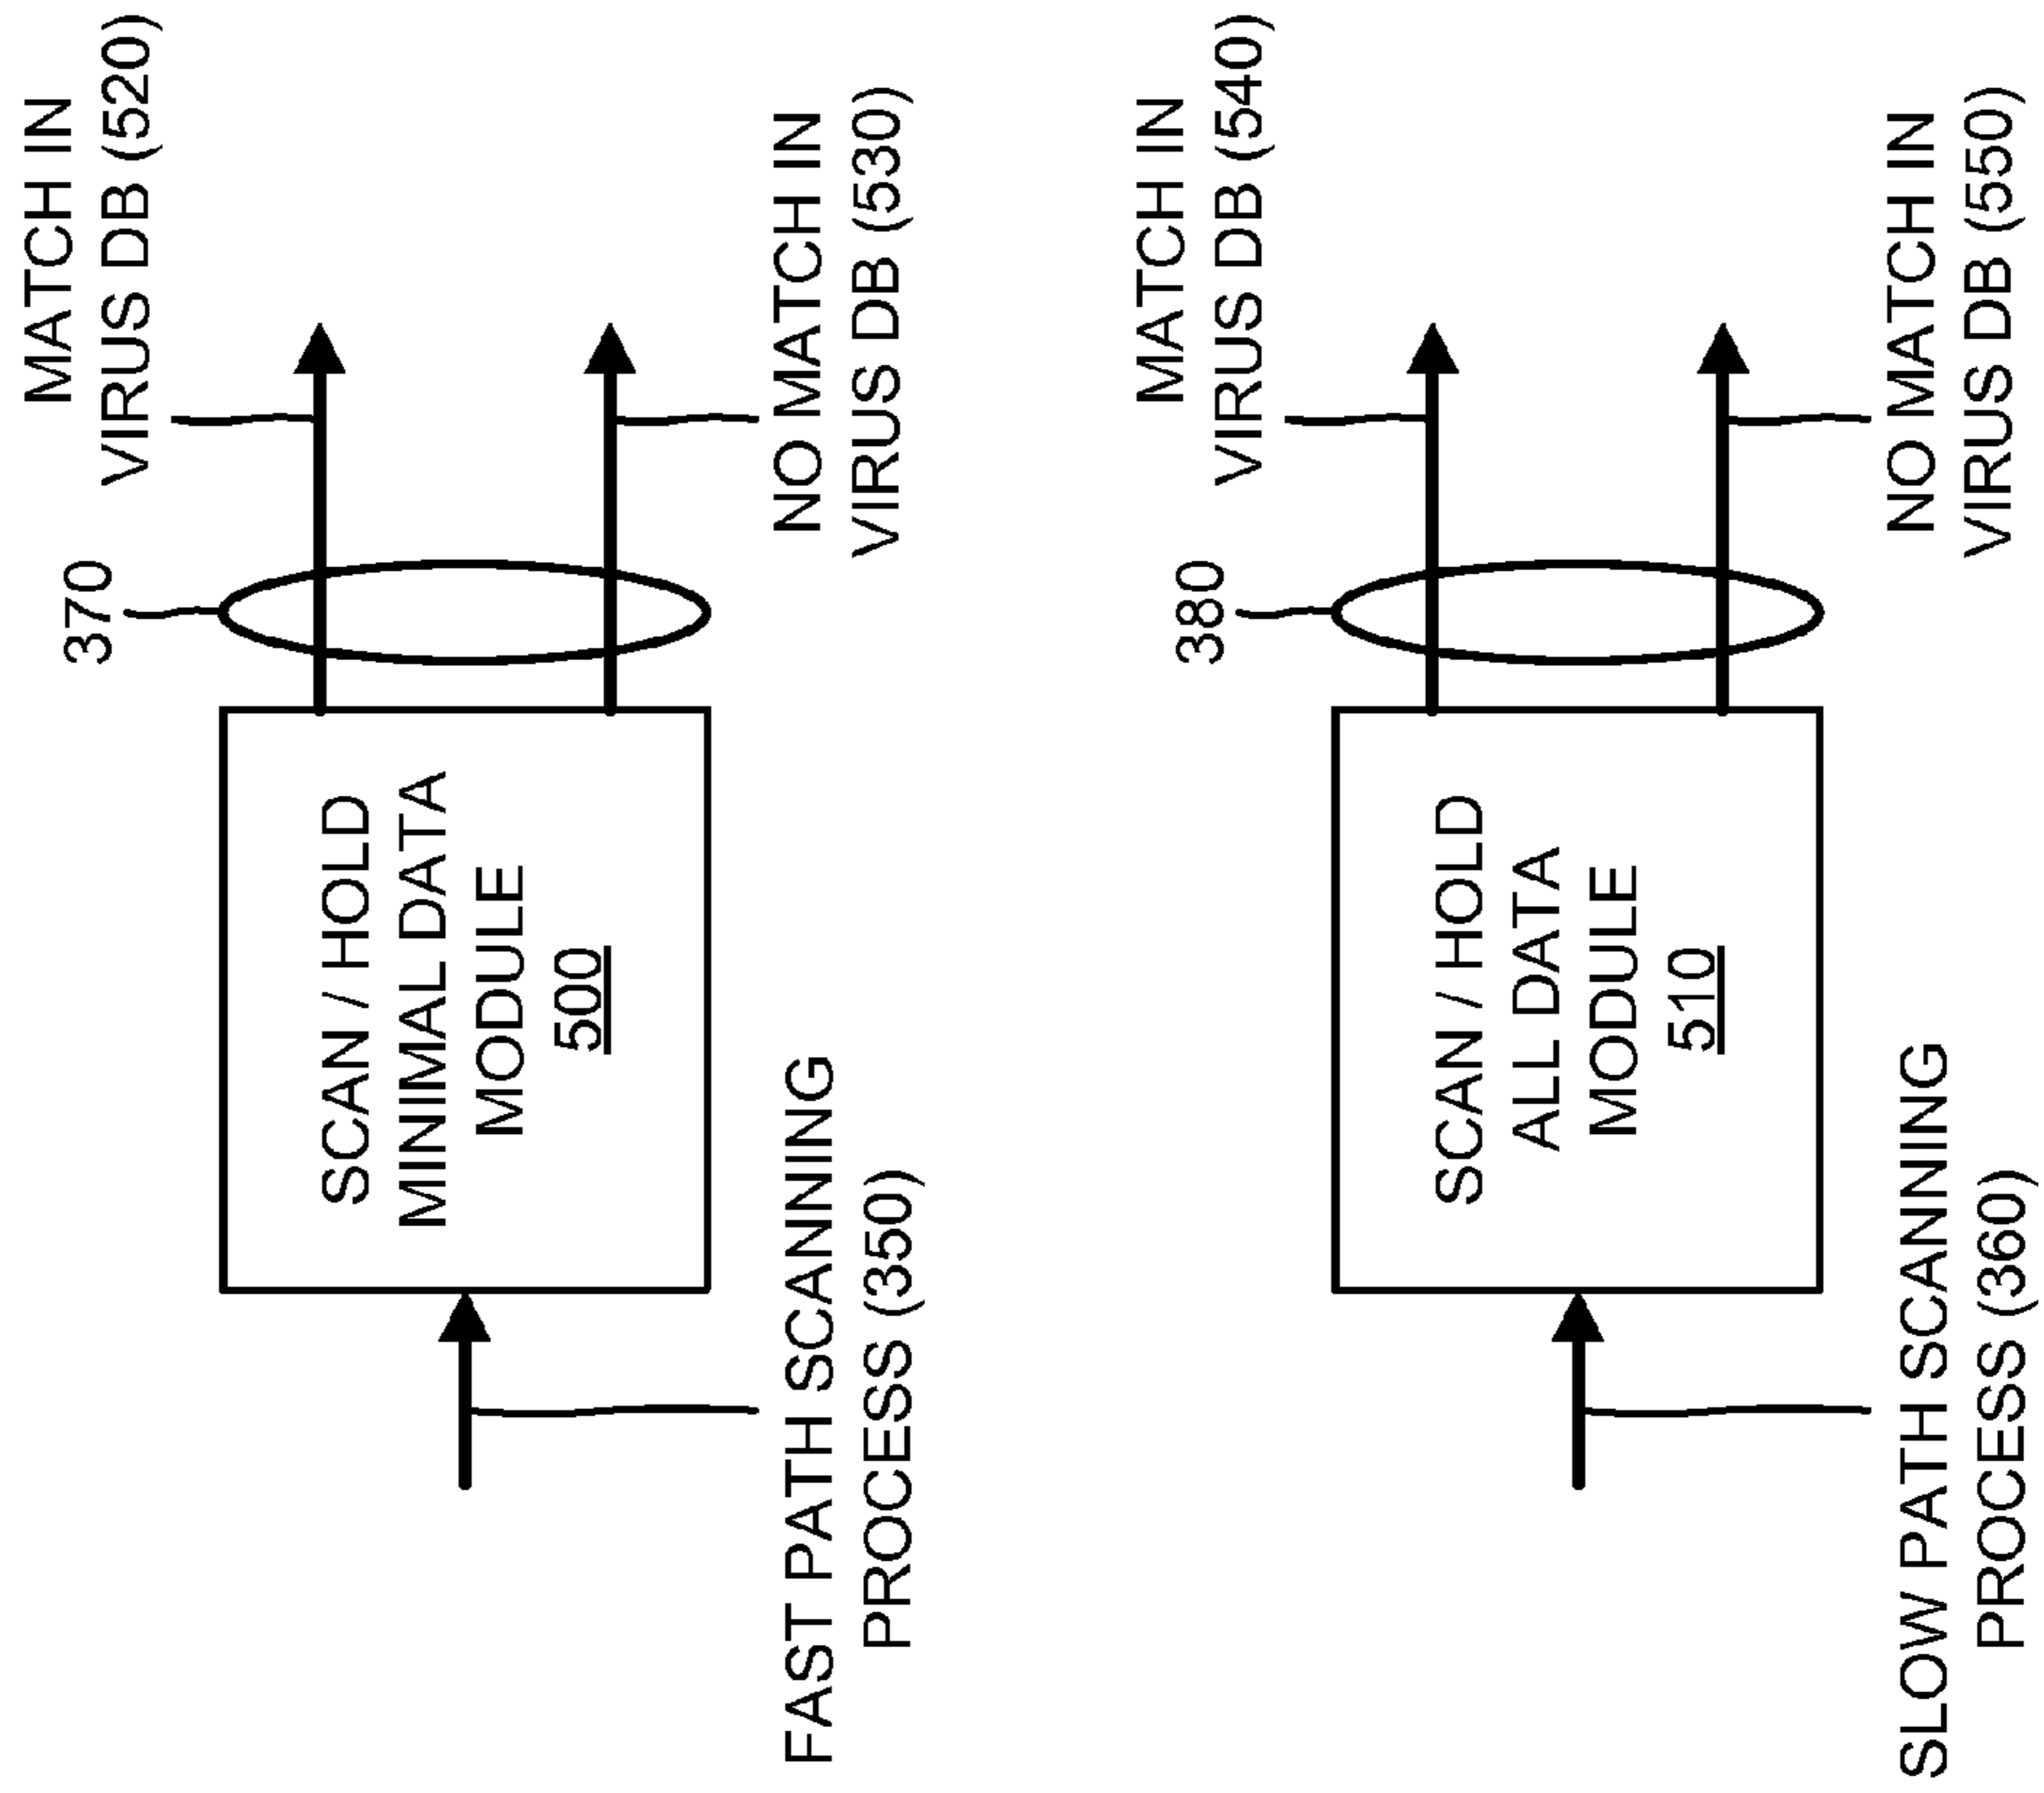 370
MATCH IN
VIRUS DB (520)
SCAN / HOLD
MINIMAL DATA
MODULE
500
FAST PATH SCANNING
PROCESS (350)
NO MATCH IN
VIRUS DB (530)
380
MATCH IN
VIRUS DB (540)
SCAN / HOLD
ALL DATA
MODULE
510
SLOW PATH SCANNING
PROCESS (360)
NO MATCH IN
VIRUS DB (550)